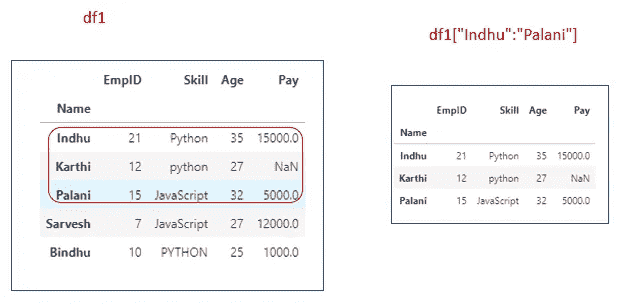 df1
EmpID Skill Age Pay
Name
Indhu 21 Python 35 15000.0
Karthi 12 python 27 NaN
Palani 15 JavaScript 32 5000.0
Sarvesh 7 JavaScript 27 12000.0
Bindhu 10 PYTHON 25 1000.0
df1["Indhu":"Palani"]
EmpID Skill Age Pay
Name
Indhu 21 Python 35 15000.0
Karthi 12 python 27 NaN
Palani 15 JavaScript 32 5000.0